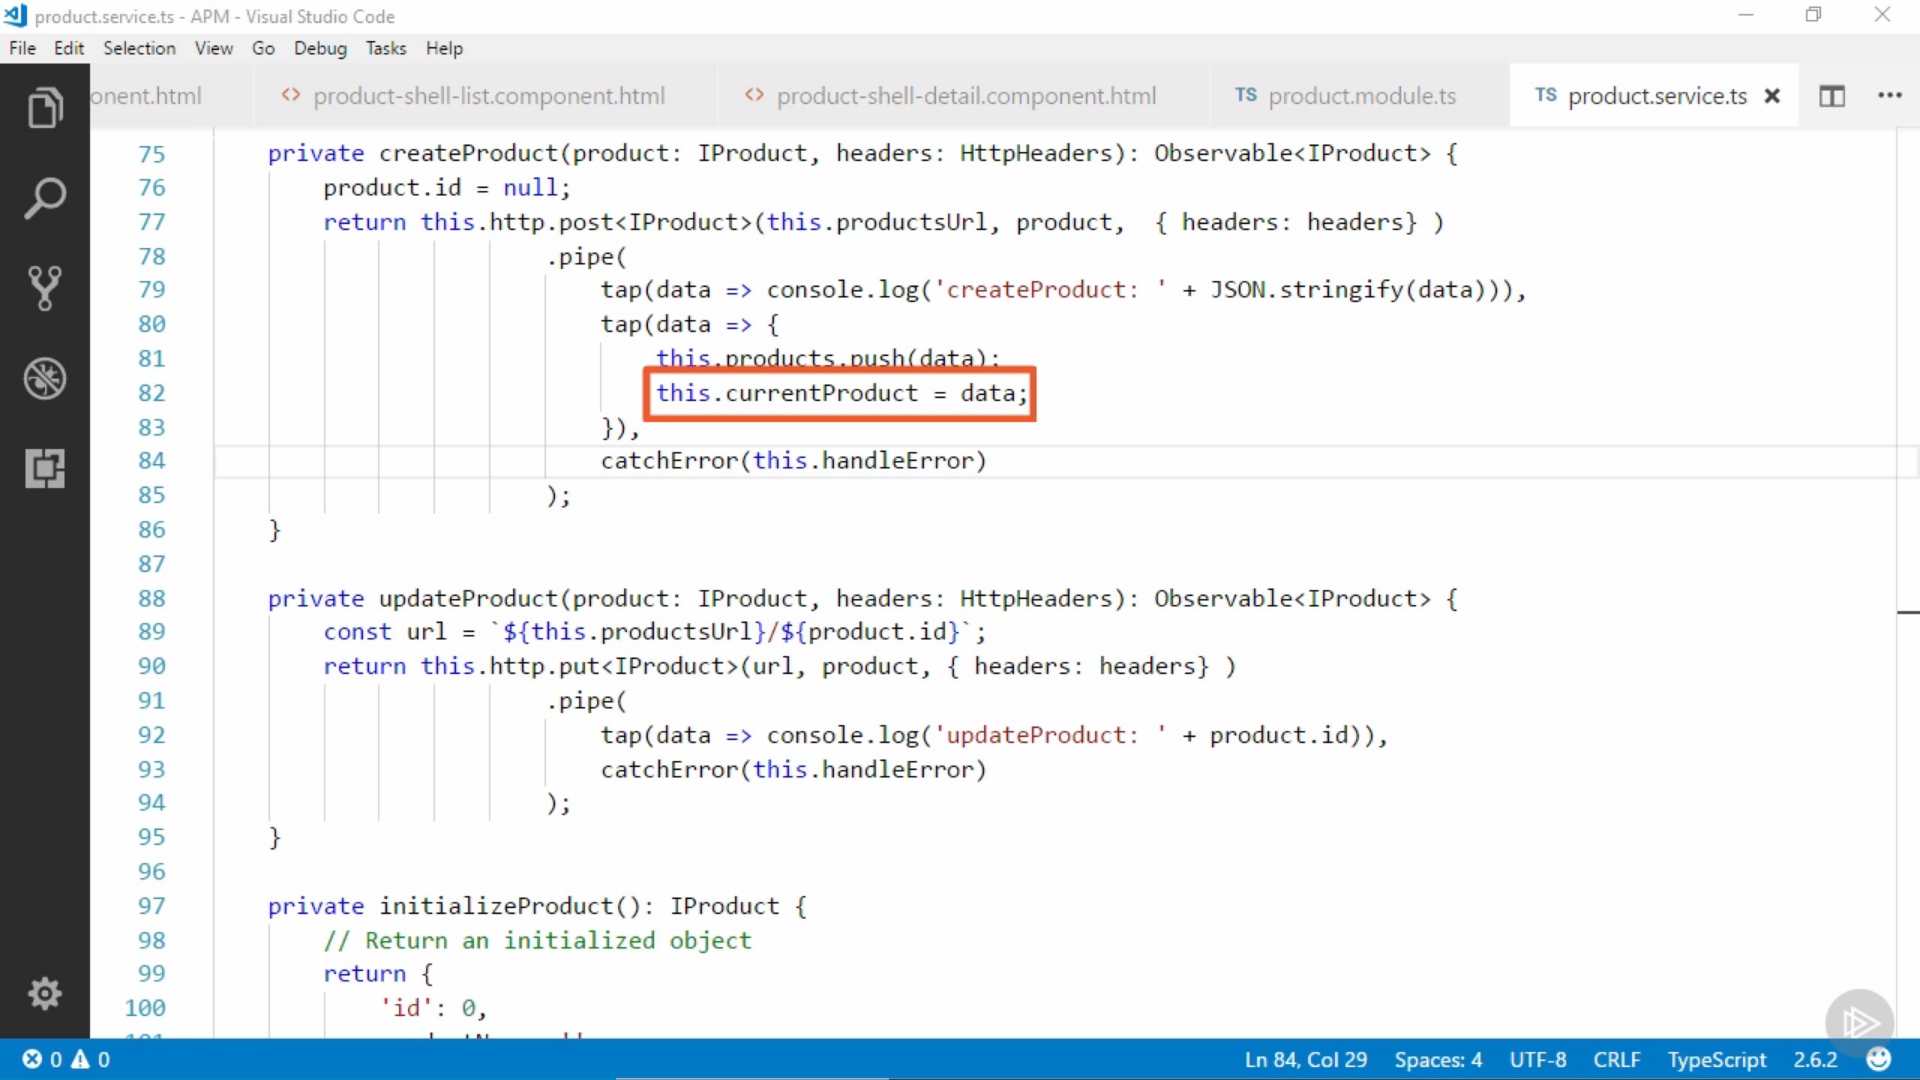 product.service.ts - APM - Visual Studio Code
File Edit Selection View Go Debug Tasks Help
onent.html <> product-shell-list.component.html <> product-shell-detail.component.html TS product.module.ts TS product.service.ts
75 private createProduct(product: IProduct, headers: HttpHeaders): Observable<IProduct> {
76 product.id = null;
77 return this.http.post<IProduct>(this.productsUrl, product,  { headers: headers} )
78 .pipe(
79 tap(data => console.log('createProduct: ' + JSON.stringify(data))),
80 tap(data => {
81 this.products.push(data);
82 this.currentProduct = data;
83 }),
84 catchError(this.handleError)
85 );
86 }
87
88 private updateProduct(product: IProduct, headers: HttpHeaders): Observable<IProduct> {
89 const url = `${this.productsUrl}/${product.id}`;
90 return this.http.put<IProduct>(url, product, { headers: headers} )
91 .pipe(
92 tap(data => console.log('updateProduct: ' + product.id)),
93 catchError(this.handleError)
94 );
95 }
96
97 private initializeProduct(): IProduct {
98 // Return an initialized object
99 return {
100 'id': 0,
0 0 Ln 84, Col 29 Spaces: 4 UTF-8 CRLF TypeScript 2.6.2